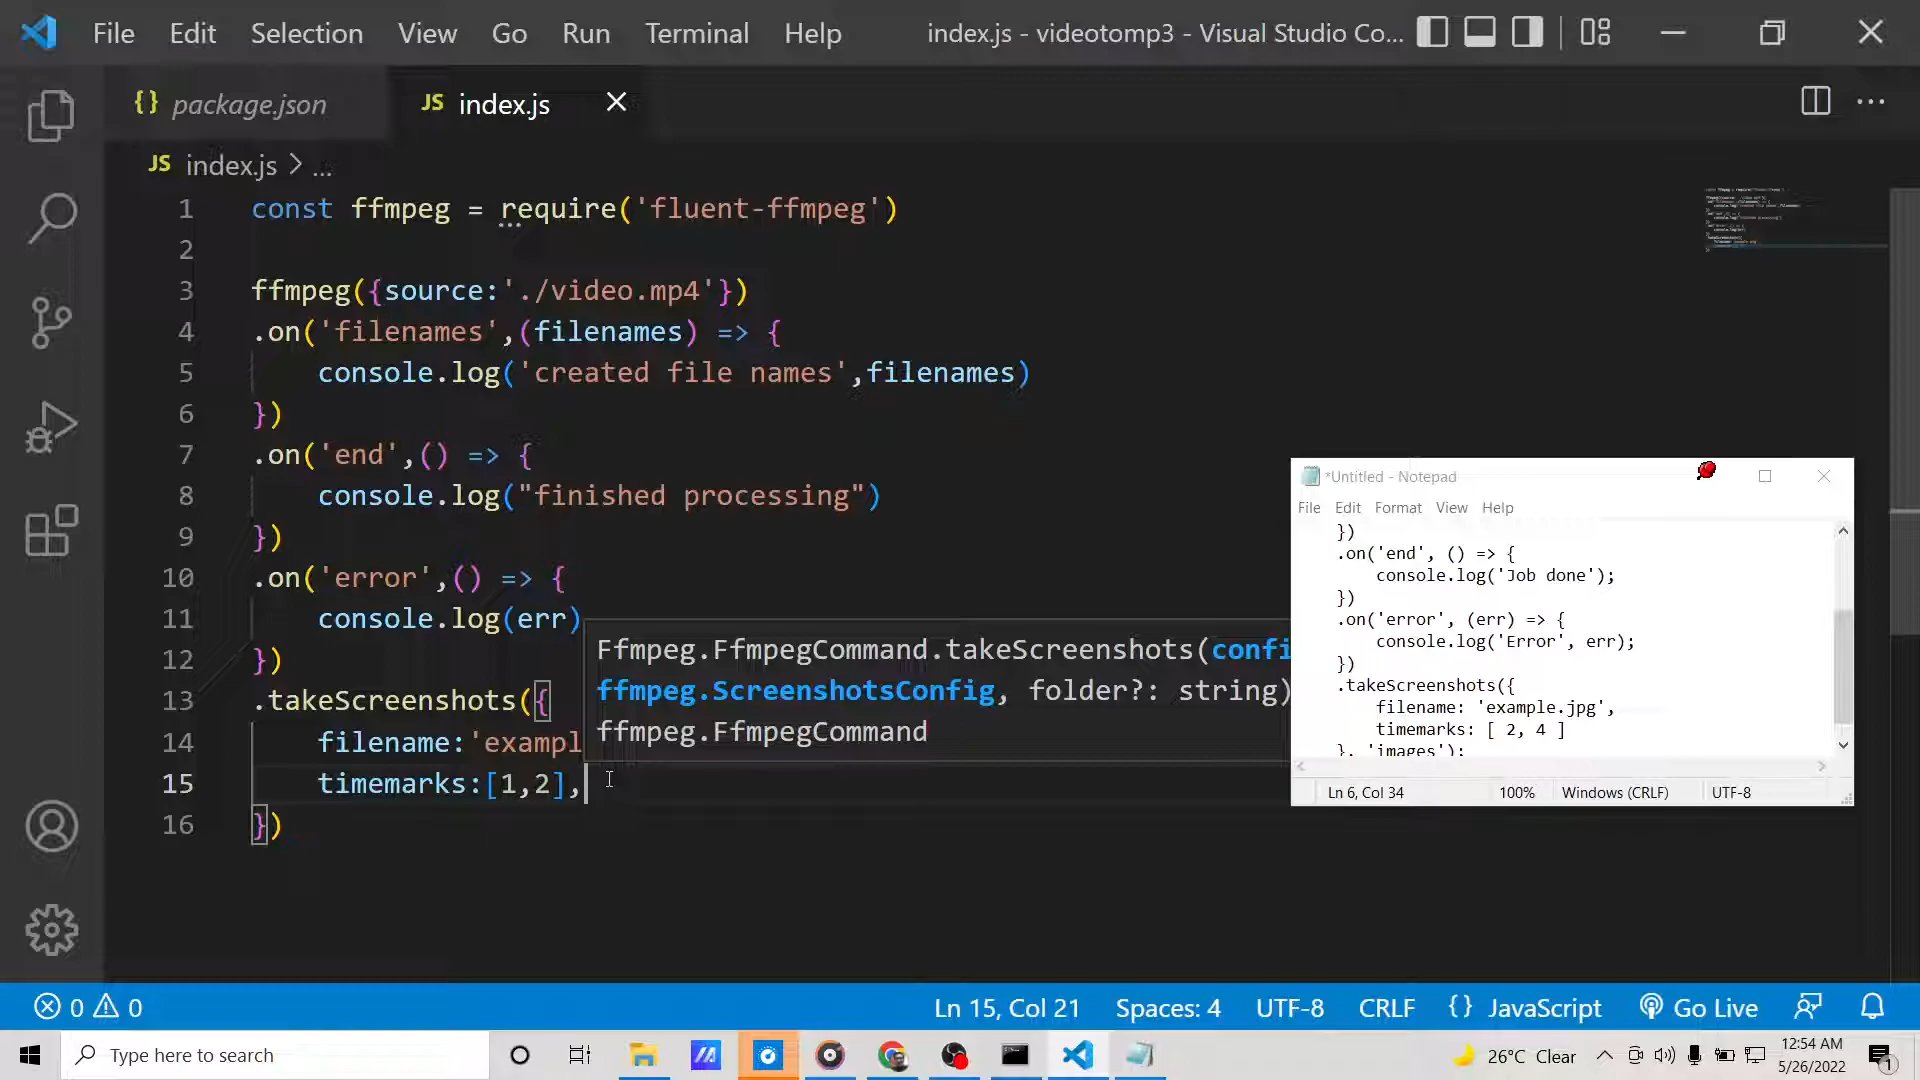 File Edit Selection View Go Run Terminal Help index.js - videotomp3 - Visual Studio Co...
{} package.json JS index.js
JS index.js > ...
1 const ffmpeg = require('fluent-ffmpeg')
2
3 ffmpeg({source:'./video.mp4'})
4 .on('filenames',(filenames) => {
5 console.log('created file names',filenames)
6 })
7 .on('end',() => {
8 console.log("finished processing")
9 })
10 .on('error',() => {
11 console.log(err)
12 })
13 .takeScreenshots({
14 filename:'exampl
15 timemarks:[1,2],
16 })
Ffmpeg.FfmpegCommand.takeScreenshots(confi
ffmpeg.ScreenshotsConfig, folder?: string)
ffmpeg.FfmpegCommand
*Untitled - Notepad
File Edit Format View Help
})
.on('end', () => {
console.log('Job done');
})
.on('error', (err) => {
console.log('Error', err);
})
.takeScreenshots({
filename: 'example.jpg',
timemarks: [ 2, 4 ]
}, 'images');
Ln 6, Col 34 100% Windows (CRLF) UTF-8
0 0 Ln 15, Col 21 Spaces: 4 UTF-8 CRLF {} JavaScript Go Live
Type here to search 26°C Clear 12:54 AM
5/26/2022 1